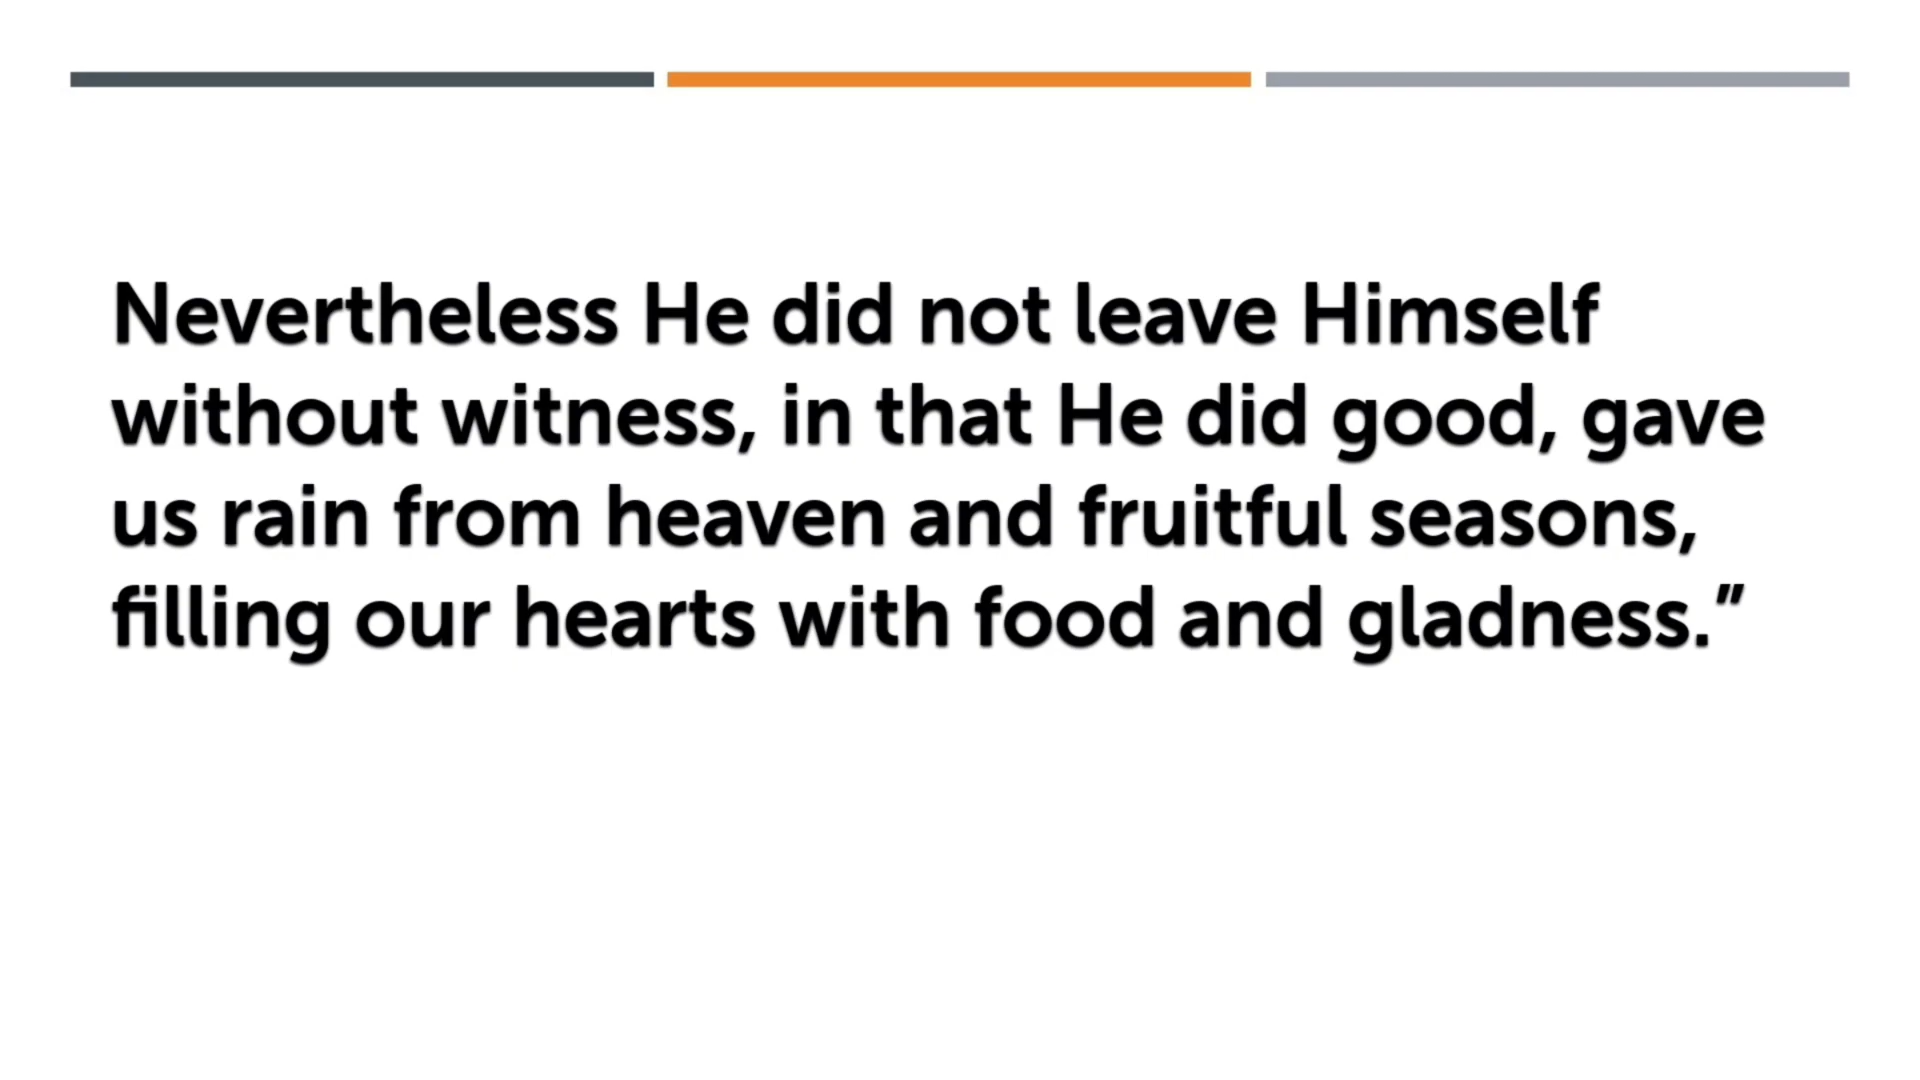 Nevertheless He did not leave Himself
without witness, in that He did good, gave
us rain from heaven and fruitful seasons,
filling our hearts with food and gladness.”